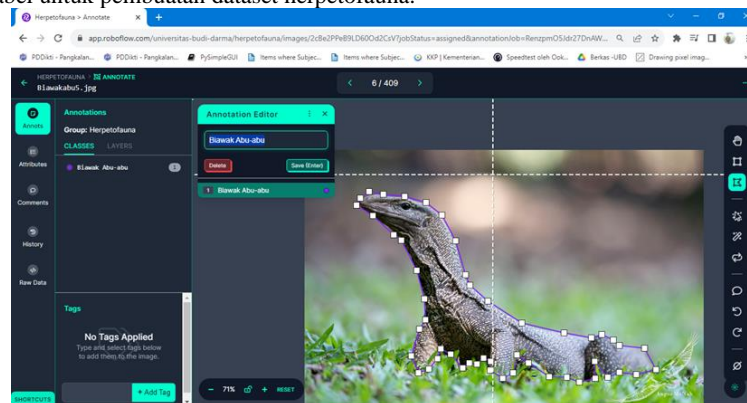 abel untuk pembuatan dataset herpetofauna.
Herpetofauna > Annotate
app.roboflow.com/universitas-budi-darma/herpetofauna/images/2cBe2PPeB9LD60Od2CsV?jobStatus=assigned&annotationJob=RenzpmO5Jdr27DnAW...
PDDikti - Pangkalan...
PDDikti - Pangkalan...
PySimpleGUI
Items where Subjec...
Items where Subjec...
KKP | Kementerian...
Speedtest oleh Ook...
Berkas -UBD
Drawing pixel imag...
HERPETOFAUNA > ANNOTATE
Biawakabu5.jpg
6 / 409
Annots
Attributes
Comments
History
Raw Data
SHORTCUTS
Annotations
Group: Herpetofauna
CLASSES LAYERS
Biawak Abu-abu 1
Tags
No Tags Applied
Type and select tags below
to add them to the image.
+ Add Tag
Annotation Editor
Biawak Abu-abu
Delete Save (Enter)
1 Biawak Abu-abu
71% RESET